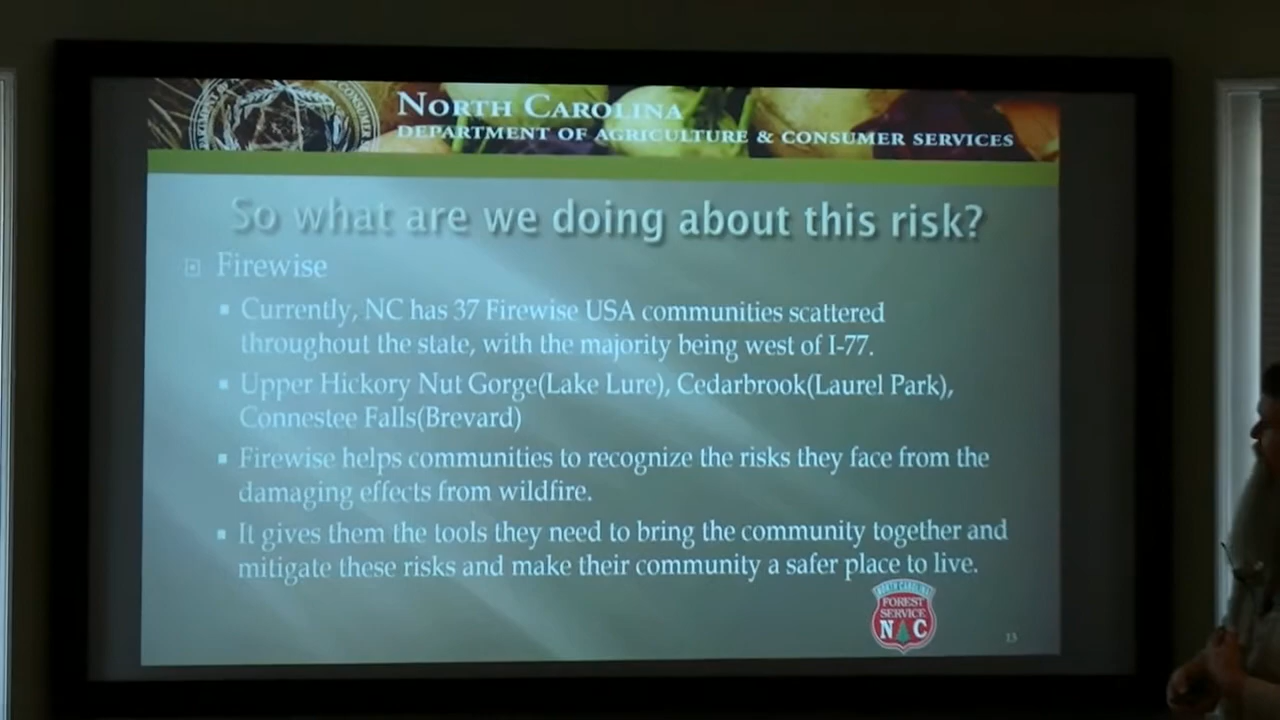 NORTH CAROLINA
DEPARTMENT OF AGRICULTURE & CONSUMER SERVICES
So what are we doing about this risk?
Firewise
Currently, NC has 37 Firewise USA communities scattered
throughout the state, with the majority being west of I-77.
Upper Hickory Nut Gorge(Lake Lure), Cedarbrook(Laurel Park),
Connestee Falls(Brevard)
Firewise helps communities to recognize the risks they face from the
damaging effects from wildfire.
It gives them the tools they need to bring the community together and
mitigate these risks and make their community a safer place to live.
NORTH CAROLINA
FOREST
SERVICE
N C
13